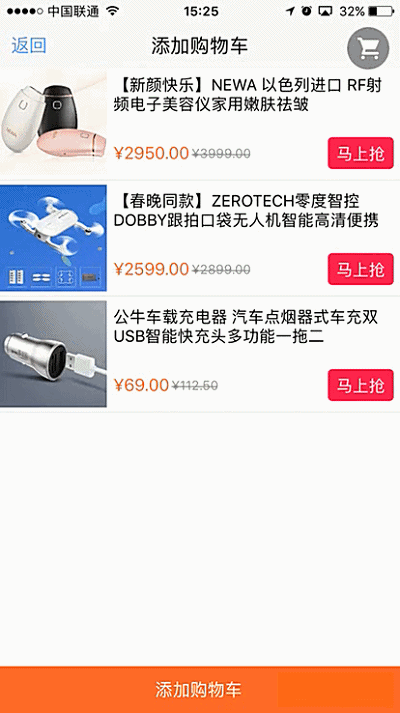 中国联通 15:25 32%
返回 添加购物车
【新颜快乐】NEWA 以色列进口 RF射
频电子美容仪家用嫩肤祛皱
¥2950.00 ¥3999.00 马上抢
【春晚同款】ZEROTECH零度智控
DOBBY跟拍口袋无人机智能高清便携
¥2599.00 ¥2899.00 马上抢
公牛车载充电器 汽车点烟器式车充双
USB智能快充头多功能一拖二
¥69.00 ¥112.50 马上抢
添加购物车